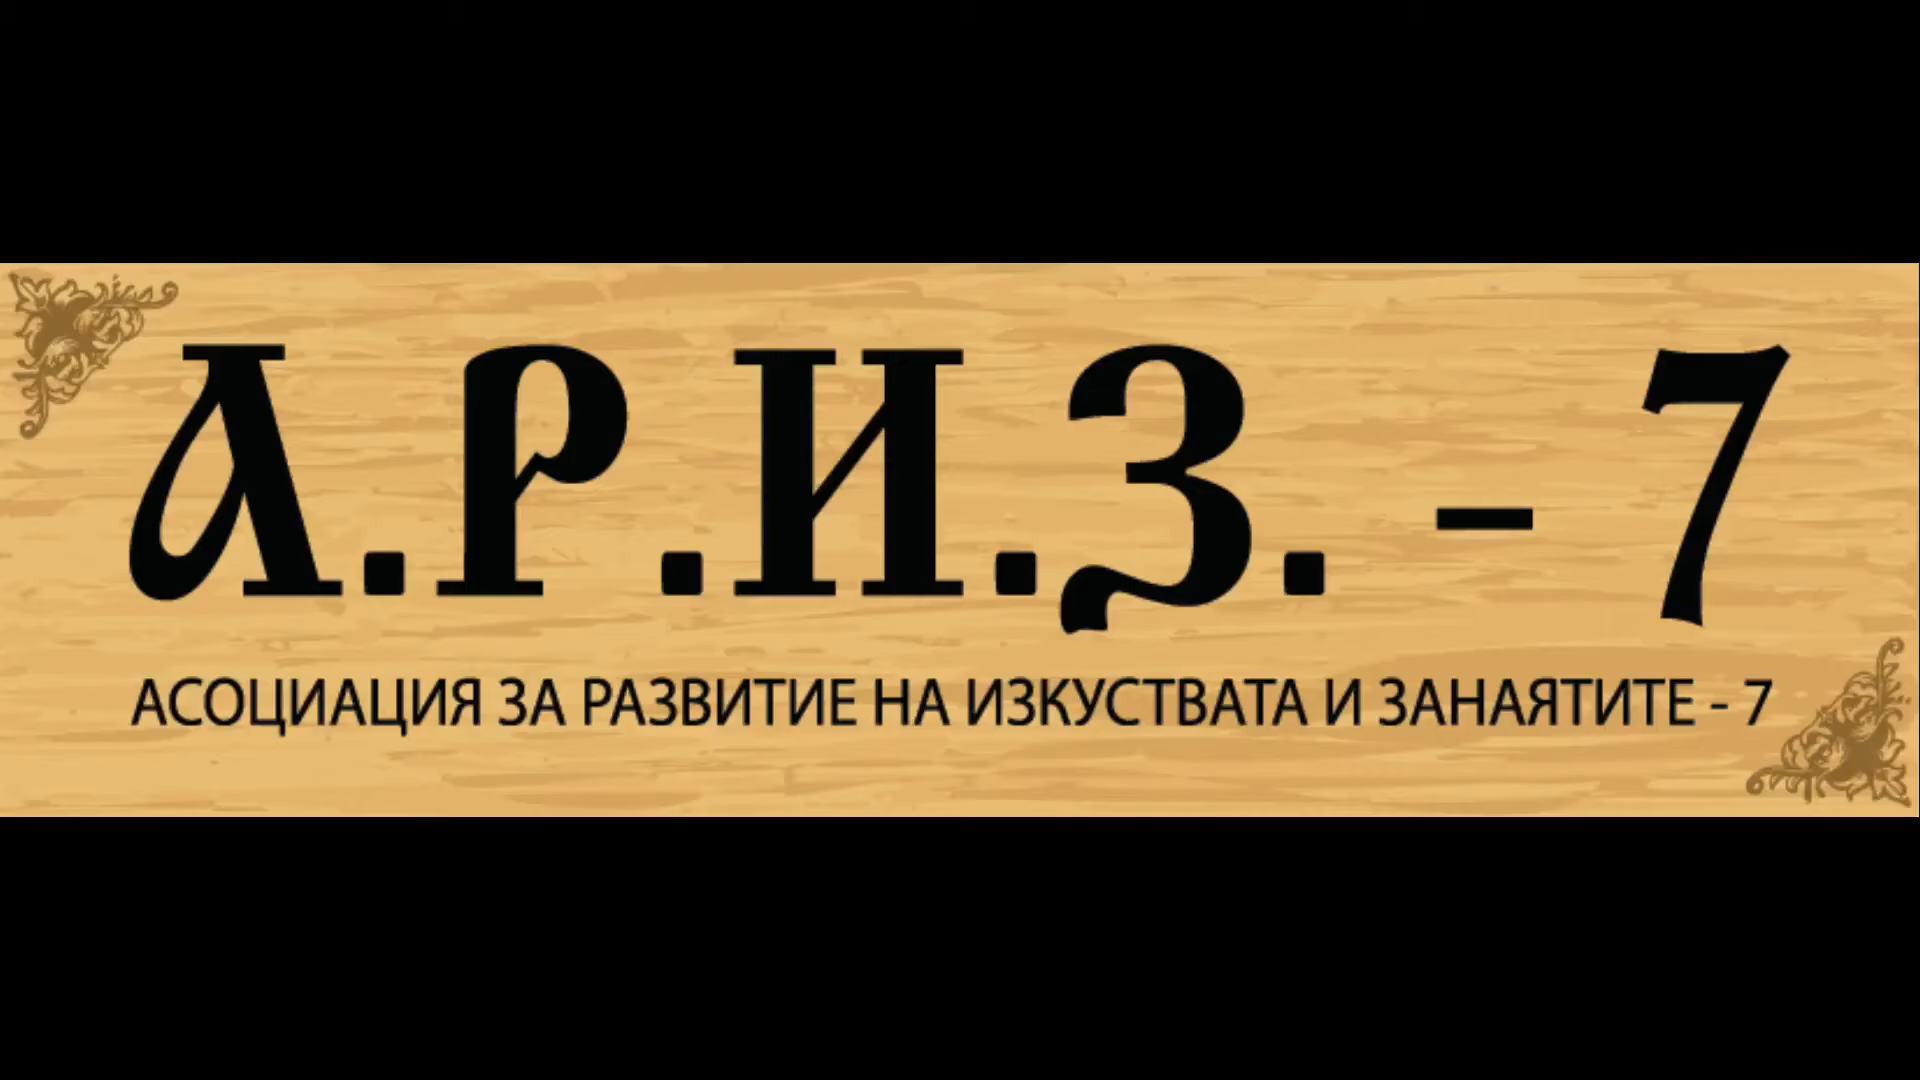 А.Р.И.З. - 7
АСОЦИАЦИЯ ЗА РАЗВИТИЕ НА ИЗКУСТВАТА И ЗАНАЯТИТЕ - 7